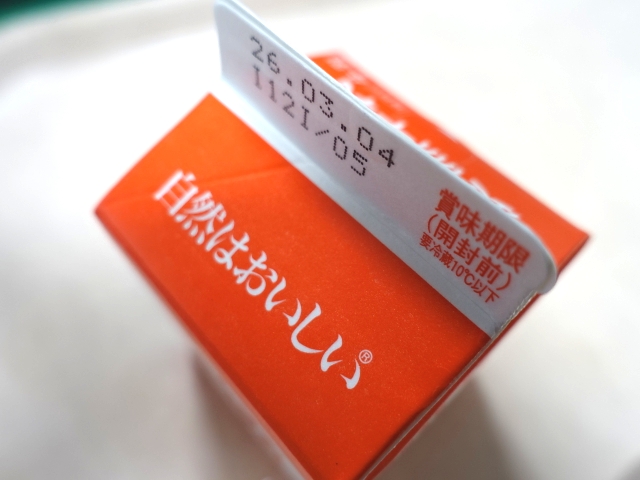 26.03.04
I12I/05
賞味期限
(開封前)
要冷蔵10℃以下
自然はおいしい®